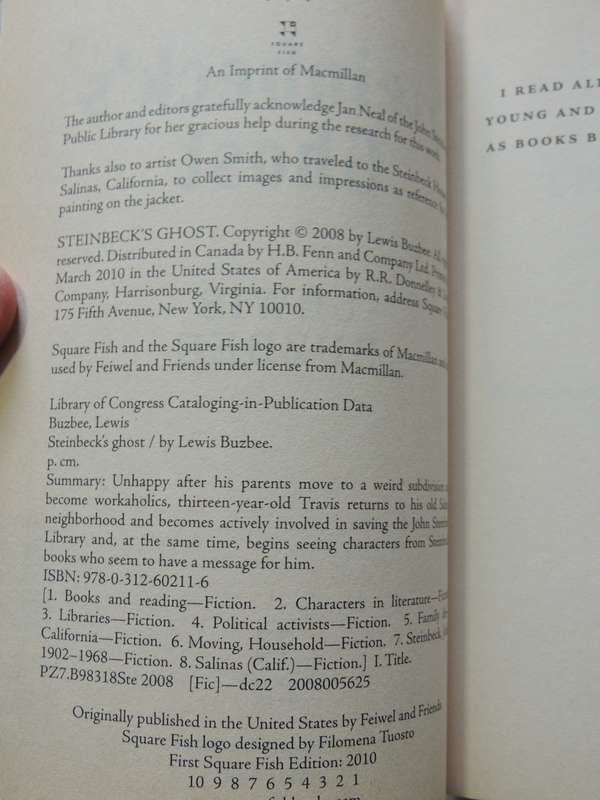 SQUARE
FISH
An Imprint of Macmillan
The author and editors gratefully acknowledge Jan Neal of the John
Public Library for her gracious help during the research for this work.
Thanks also to artist Owen Smith, who traveled to the Steinbeck
Salinas, California, to collect images and impressions as reference
painting on the jacket.
STEINBECK'S GHOST. Copyright © 2008 by Lewis Buzbee. All
reserved. Distributed in Canada by H.B. Fenn and Company Ltd.
March 2010 in the United States of America by R.R. Donnelley &
Company, Harrisonburg, Virginia. For information, address Square
175 Fifth Avenue, New York, NY 10010.
Square Fish and the Square Fish logo are trademarks of Macmillan and
used by Feiwel and Friends under license from Macmillan.
Library of Congress Cataloging-in-Publication Data
Buzbee, Lewis
Steinbeck's ghost / by Lewis Buzbee.
p. cm.
Summary: Unhappy after his parents move to a weird subdivision
become workaholics, thirteen-year-old Travis returns to his old
neighborhood and becomes actively involved in saving the John
Library and, at the same time, begins seeing characters from
books who seem to have a message for him.
ISBN: 978-0-312-60211-6
[1. Books and reading—Fiction. 2. Characters in literature—
3. Libraries—Fiction. 4. Political activists—Fiction. 5. Family
California—Fiction. 6. Moving, Household—Fiction. 7. Steinbeck,
1902–1968—Fiction. 8. Salinas (Calif.)—Fiction.] I. Title.
PZ7.B98318Ste 2008 [Fic]—dc22 2008005625
Originally published in the United States by Feiwel and Friends
Square Fish logo designed by Filomena Tuosto
First Square Fish Edition: 2010
10 9 8 7 6 5 4 3 2 1
I READ ALL
YOUNG AND
AS BOOKS B